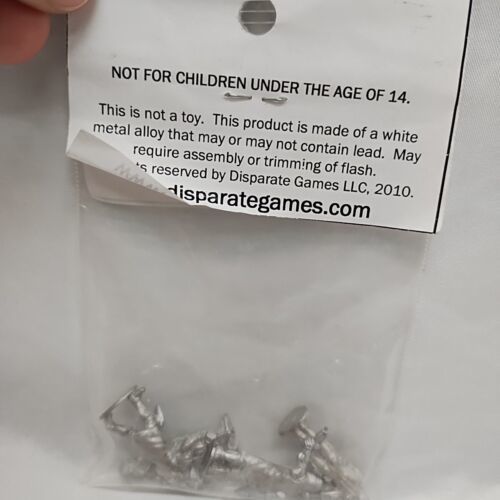 NOT FOR CHILDREN UNDER THE AGE OF 14.
This is not a toy. This product is made of a white
metal alloy that may or may not contain lead. May
require assembly or trimming of flash.
ts reserved by Disparate Games LLC, 2010.
disparategames.com